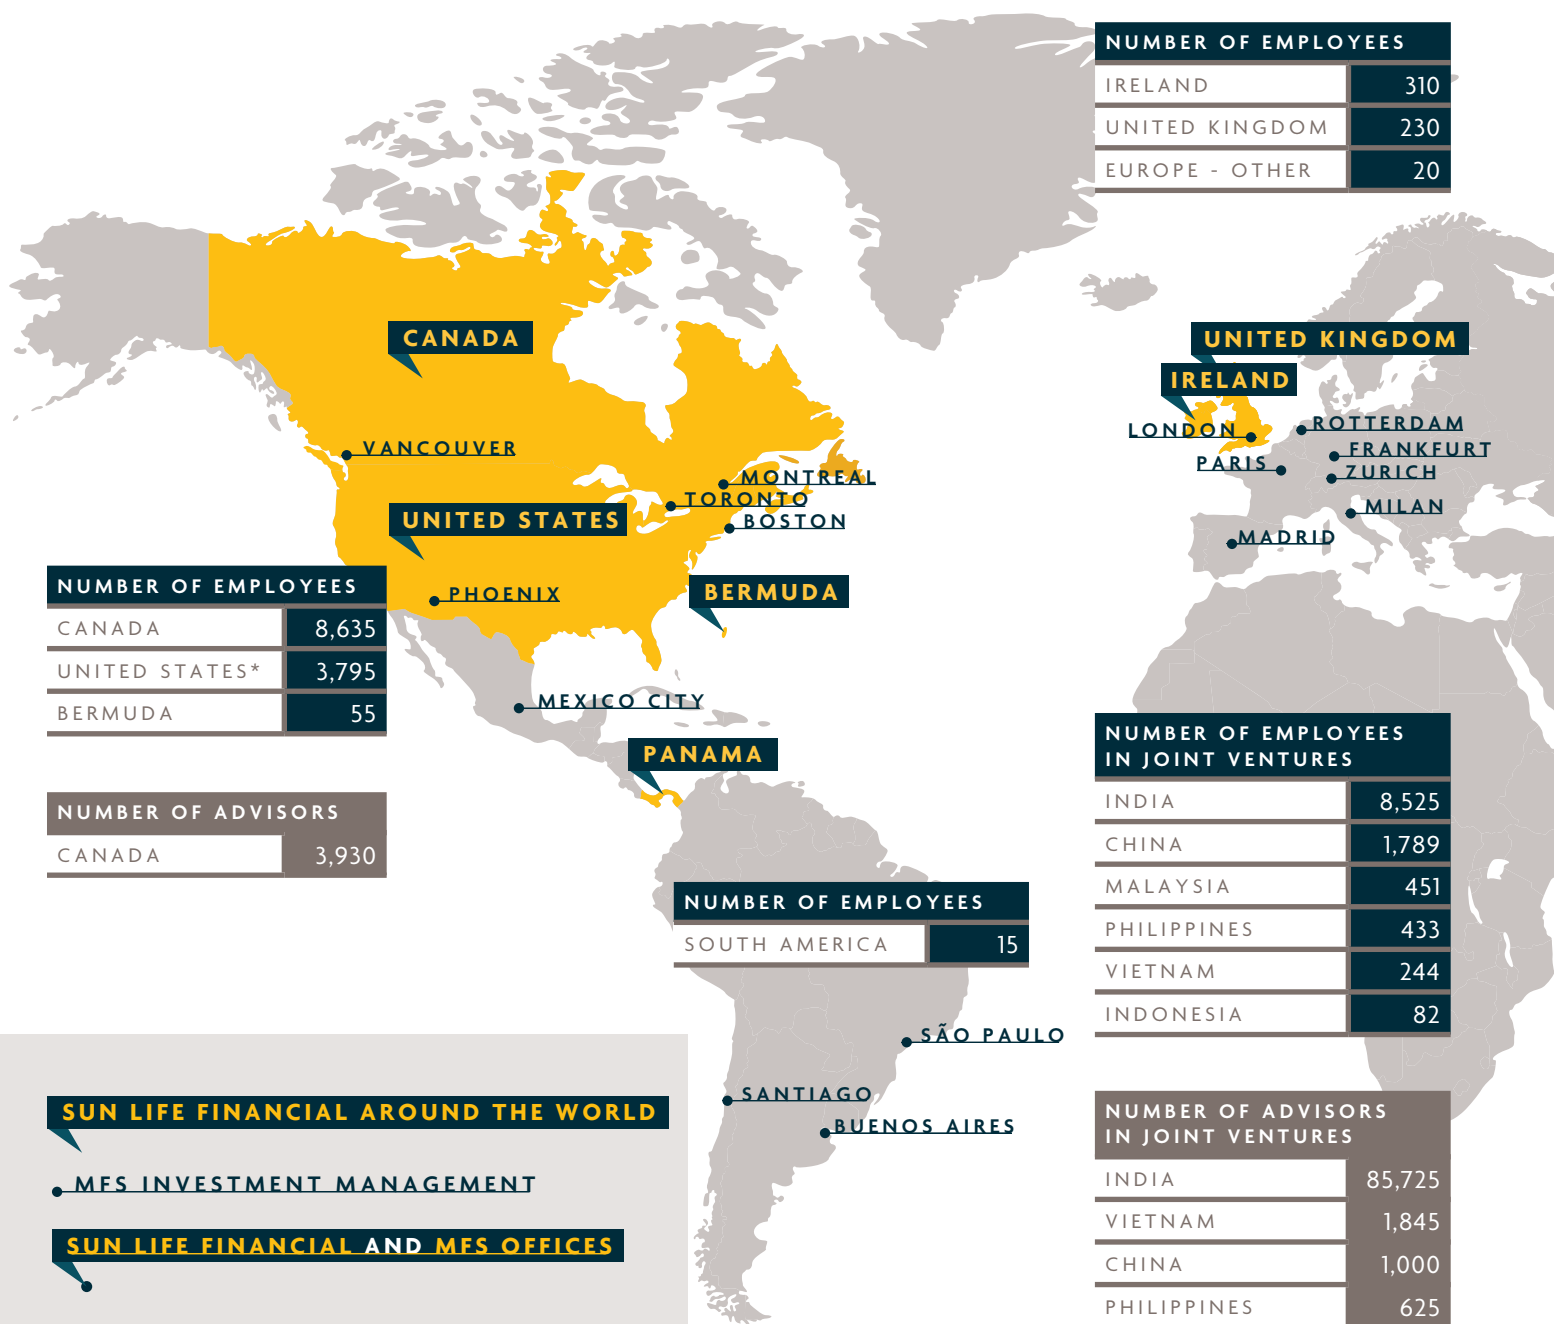 NUMBER OF EMPLOYEES
IRELAND 310
UNITED KINGDOM 230
EUROPE - OTHER 20
CANADA
UNITED KINGDOM
IRELAND
LONDON
ROTTERDAM
FRANKFURT
PARIS
ZURICH
MILAN
MADRID
VANCOUVER
MONTREAL
TORONTO
UNITED STATES
BOSTON
PHOENIX
BERMUDA
NUMBER OF EMPLOYEES
CANADA 8,635
UNITED STATES* 3,795
BERMUDA 55
MEXICO CITY
PANAMA
NUMBER OF ADVISORS
CANADA 3,930
NUMBER OF EMPLOYEES
SOUTH AMERICA 15
NUMBER OF EMPLOYEES
IN JOINT VENTURES
INDIA 8,525
CHINA 1,789
MALAYSIA 451
PHILIPPINES 433
VIETNAM 244
INDONESIA 82
SÃO PAULO
SANTIAGO
BUENOS AIRES
SUN LIFE FINANCIAL AROUND THE WORLD
MFS INVESTMENT MANAGEMENT
SUN LIFE FINANCIAL AND MFS OFFICES
NUMBER OF ADVISORS
IN JOINT VENTURES
INDIA 85,725
VIETNAM 1,845
CHINA 1,000
PHILIPPINES 625